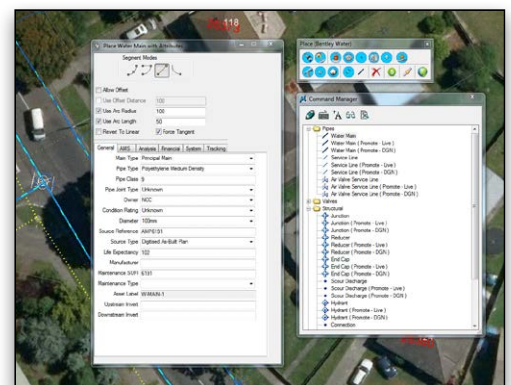 118
Place Water Main with Attributes
Segment Modes
Allow Offset
Use Offset Distance 100
Use Arc Radius 100
Use Arc Length 50
Revert To Linear Force Tangent
General AMS Analysis Financial System Tracking
Main Type Principal Main
Pipe Type Polyethylene Medium Density
Pipe Class 9
Pipe Joint Type Unknown
Owner NCC
Condition Rating Unknown
Diameter 100mm
Source Reference
Source Type Digitised As-Built Plan
Life Expectancy 102
Manufacturer
Maintenance
Maintenance Type
Asset Label WMAIN-1
Upstream Invert
Downstream Invert
Place (Bentley Water)
Command Manager
Pipes
Water Main
Water Main ( Promote - Live )
Water Main ( Promote - DGN )
Service Line
Service Line ( Promote - Live )
Service Line ( Promote - DGN )
Air Valve Service Line
Air Valve Service Line ( Promote - Live )
Air Valve Service Line ( Promote - DGN )
Valves
Structural
Junction
Junction ( Promote - Live )
Junction ( Promote - DGN )
Reducer
Reducer ( Promote - Live )
Reducer ( Promote - DGN )
End Cap
End Cap ( Promote - Live )
End Cap ( Promote - DGN )
Scour Discharge
Scour Discharge ( Promote - Live )
Scour Discharge ( Promote - DGN )
Hydrant
Hydrant ( Promote - Live )
Hydrant ( Promote - DGN )
Connection